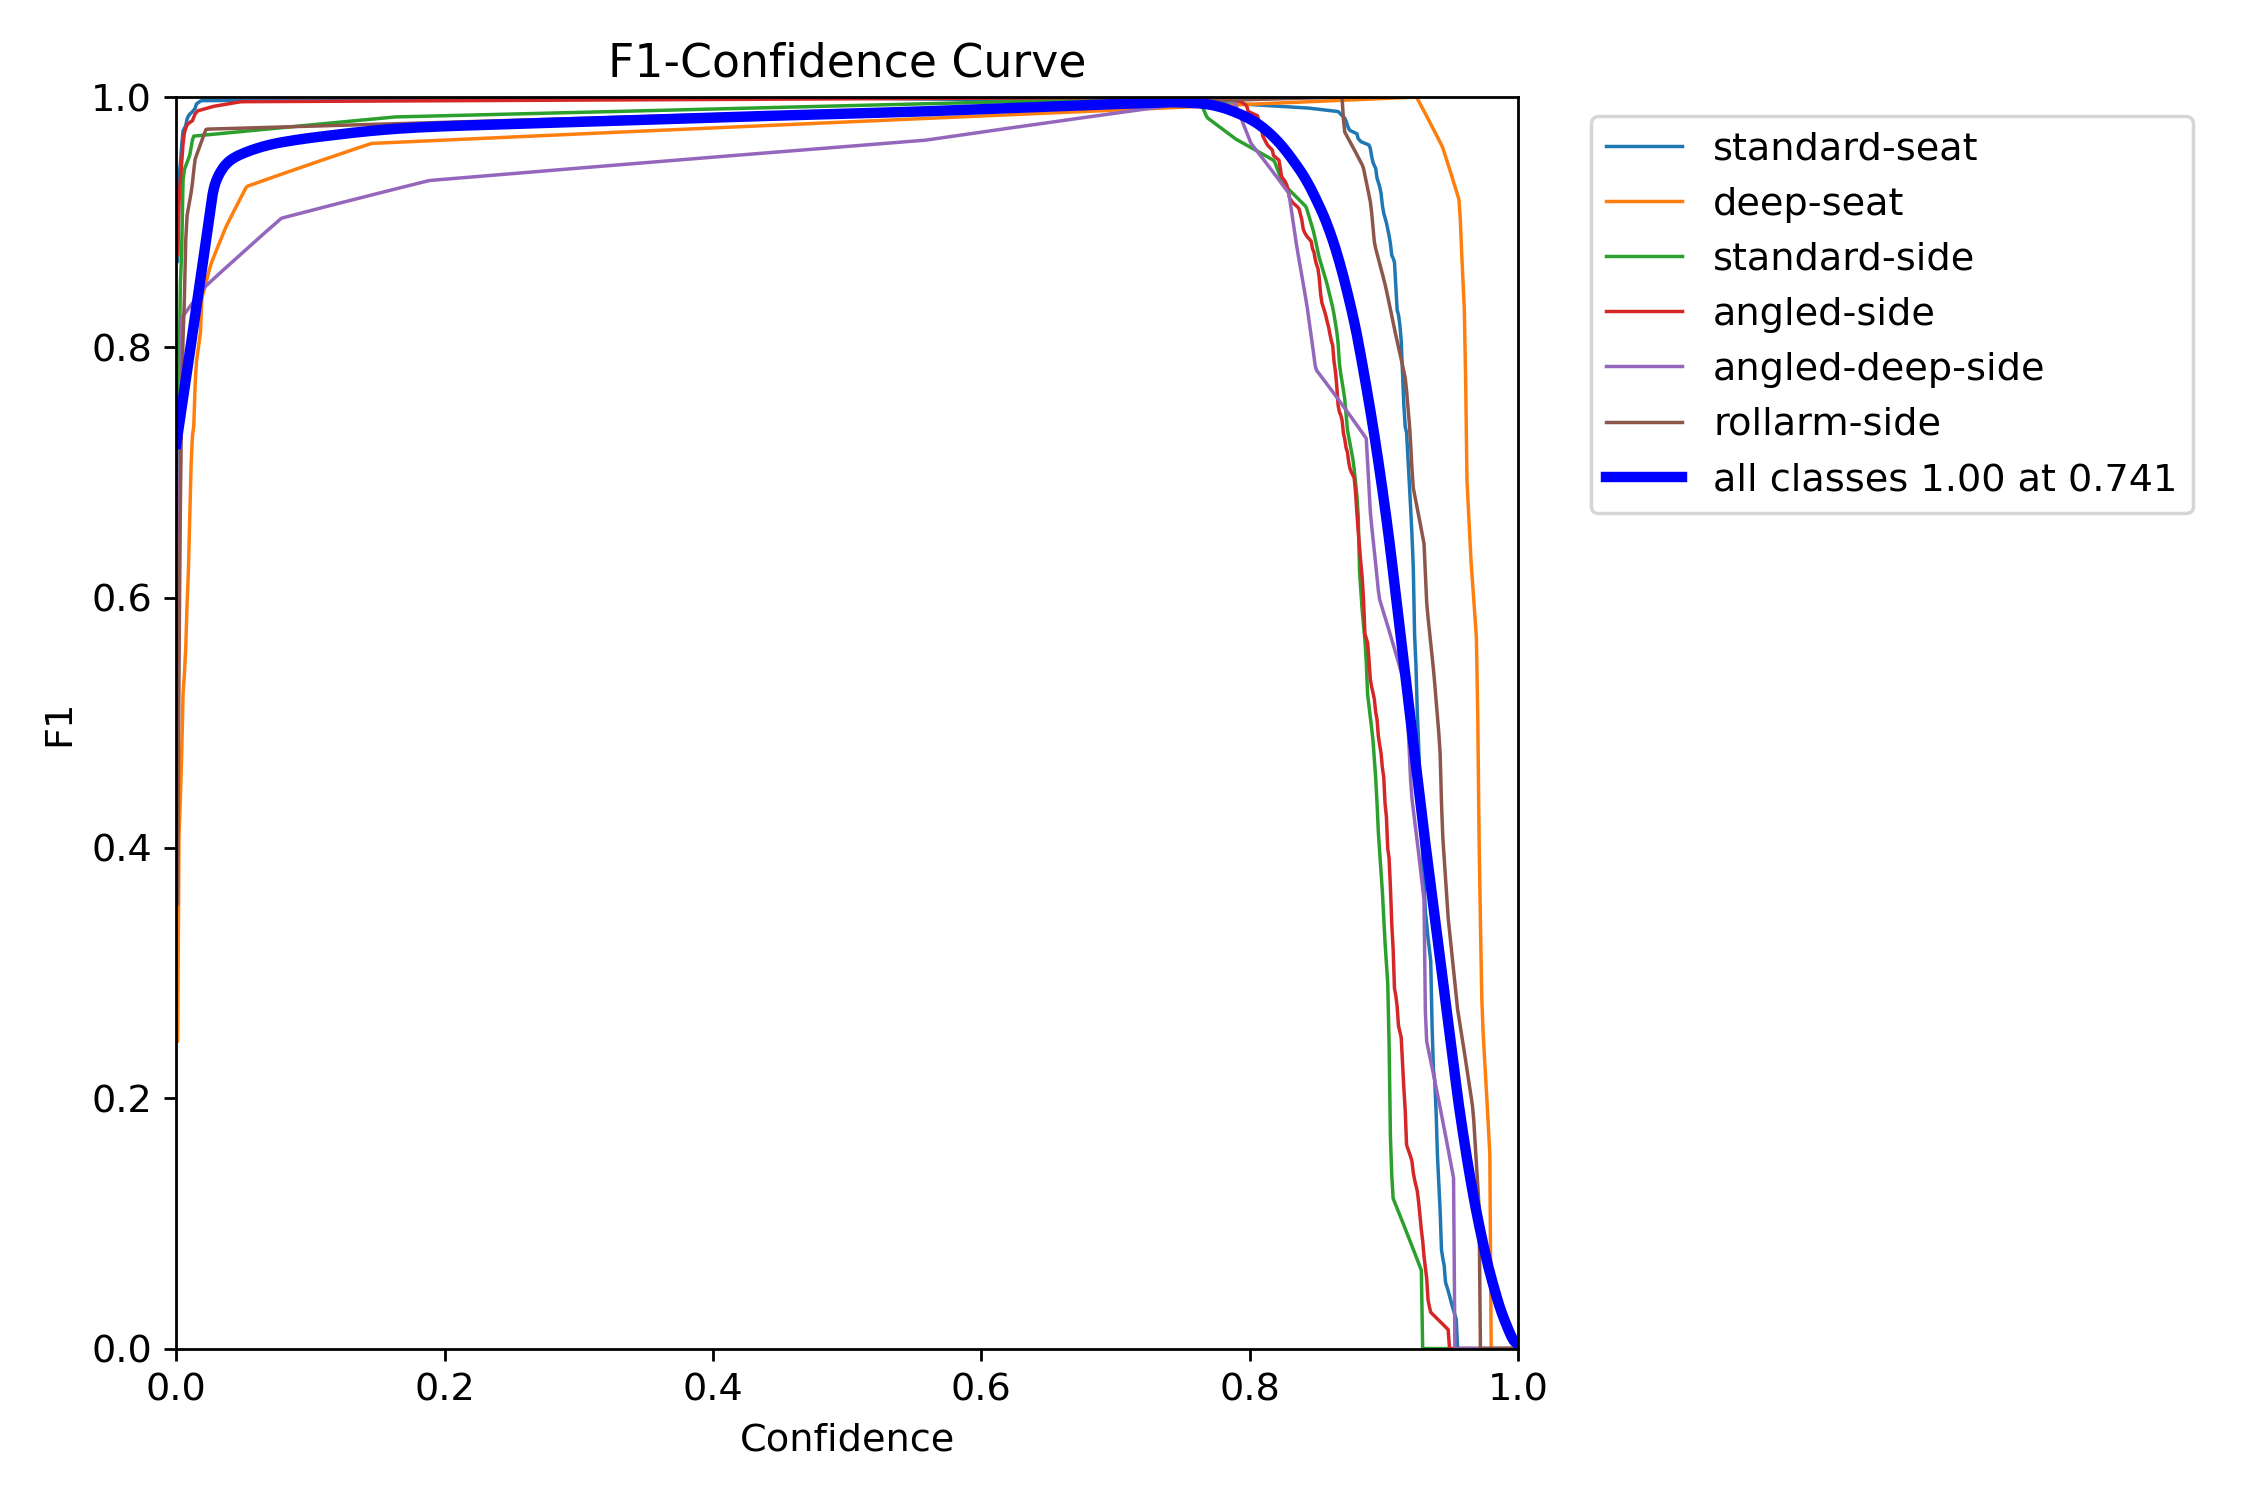 F1-Confidence Curve
1.0
0.8
0.6
0.4
0.2
0.0
F1
0.0 0.2 0.4 0.6 0.8 1.0
Confidence
standard-seat
deep-seat
standard-side
angled-side
angled-deep-side
rollarm-side
all classes 1.00 at 0.741